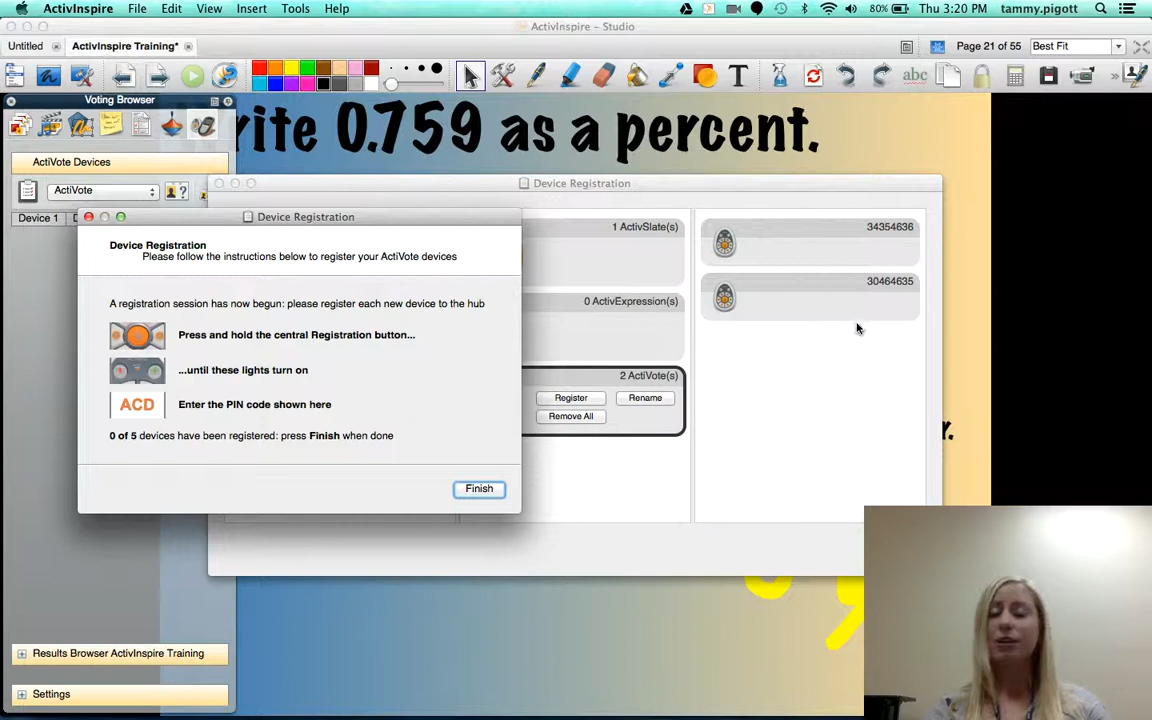 ActivInspire File Edit View Insert Tools Help 80% Thu 3:20 PM tammy.pigott
ActivInspire - Studio
Untitled ActivInspire Training* Page 21 of 55 Best Fit
T abc »
Voting Browser
rite 0.759 as a percent.
ActiVote Devices
ActiVote
Device 1
Device Registration
1 ActivSlate(s)
34354636
0 ActivExpression(s)
30464635
2 ActiVote(s)
Register Rename
Remove All
Device Registration
Device Registration
Please follow the instructions below to register your ActiVote devices
A registration session has now begun: please register each new device to the hub
Press and hold the central Registration button...
...until these lights turn on
ACD Enter the PIN code shown here
0 of 5 devices have been registered: press Finish when done
Finish
Results Browser ActivInspire Training
Settings